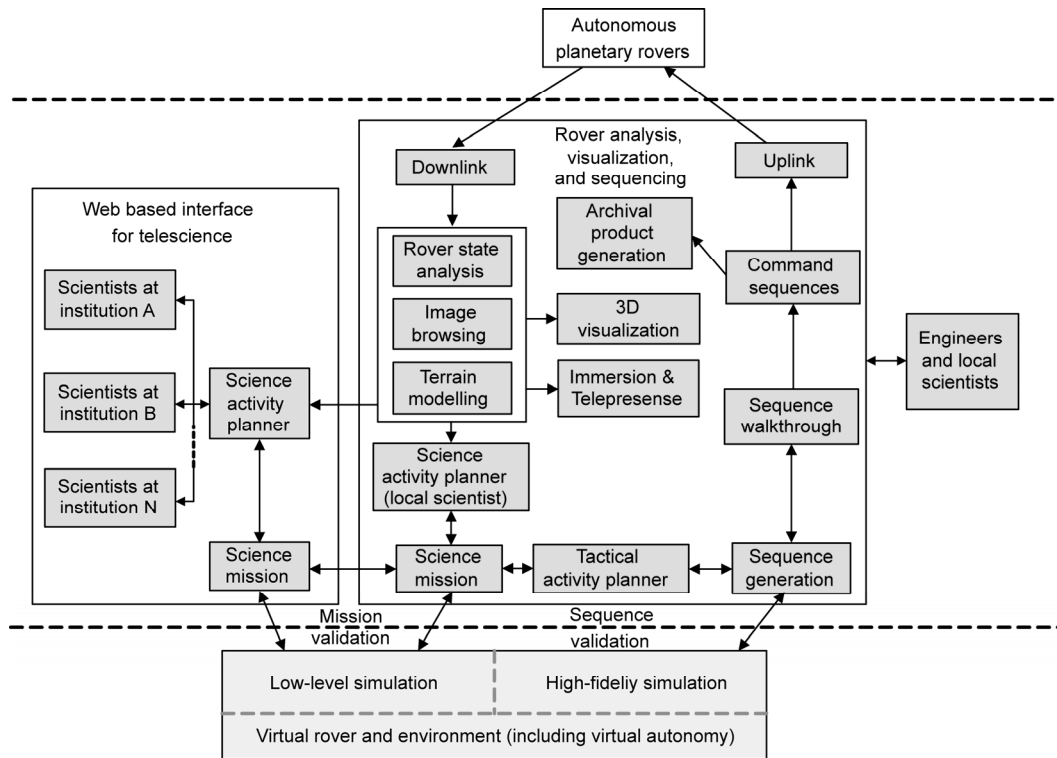 Autonomous
planetary rovers
Rover analysis,
visualization,
and sequencing
Downlink
Uplink
Web based interface
for telescience
Archival
product
generation
Rover state
analysis
Command
sequences
Scientists at
institution A
Image
browsing
3D
visualization
Engineers
and local
scientists
Scientists at
institution B
Science
activity
planner
Terrain
modelling
Immersion &
Telepresense
Sequence
walkthrough
Science
activity planner
(local scientist)
Scientists at
institution N
Science
mission
Science
mission
Tactical
activity planner
Sequence
generation
Mission
validation
Sequence
validation
Low-level simulation
High-fideliy simulation
Virtual rover and environment (including virtual autonomy)